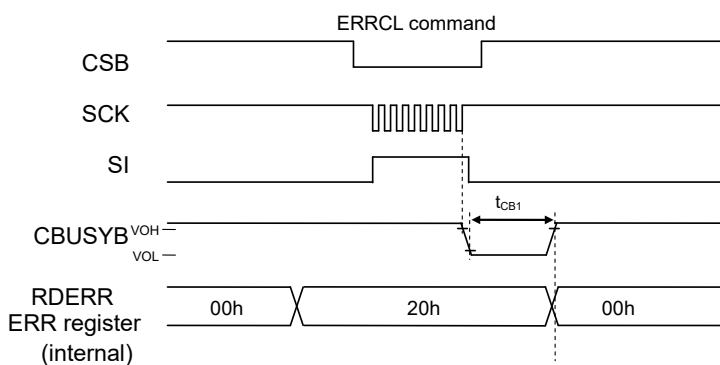 ERRCL command
CSB
SCK
SI
tCB1
CBUSYB VOH
VOL
RDERR
ERR register
(internal)
00h 20h 00h